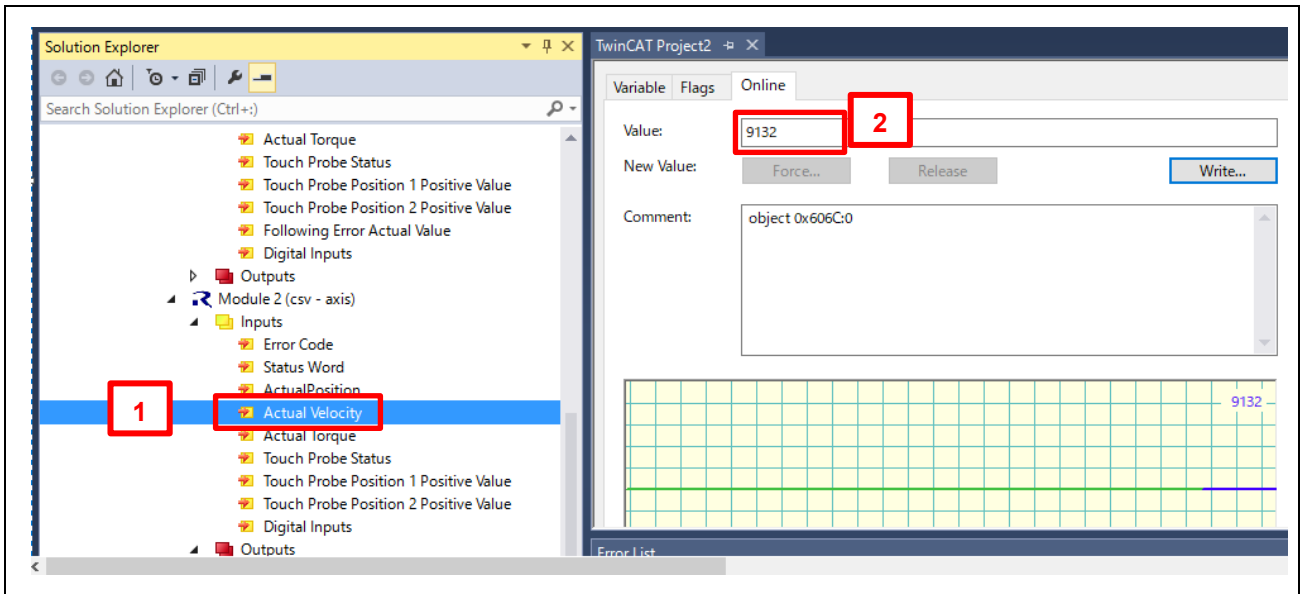 Solution Explorer
Search Solution Explorer (Ctrl+:)
Actual Torque
Touch Probe Status
Touch Probe Position 1 Positive Value
Touch Probe Position 2 Positive Value
Following Error Actual Value
Digital Inputs
Outputs
Module 2 (csv - axis)
Inputs
Error Code
Status Word
ActualPosition
1
Actual Velocity
Actual Torque
Touch Probe Status
Touch Probe Position 1 Positive Value
Touch Probe Position 2 Positive Value
Digital Inputs
Outputs
TwinCAT Project2
Variable Flags Online
Value: 9132 2
New Value: Force... Release Write...
Comment: object 0x606C:0
9132
Error List